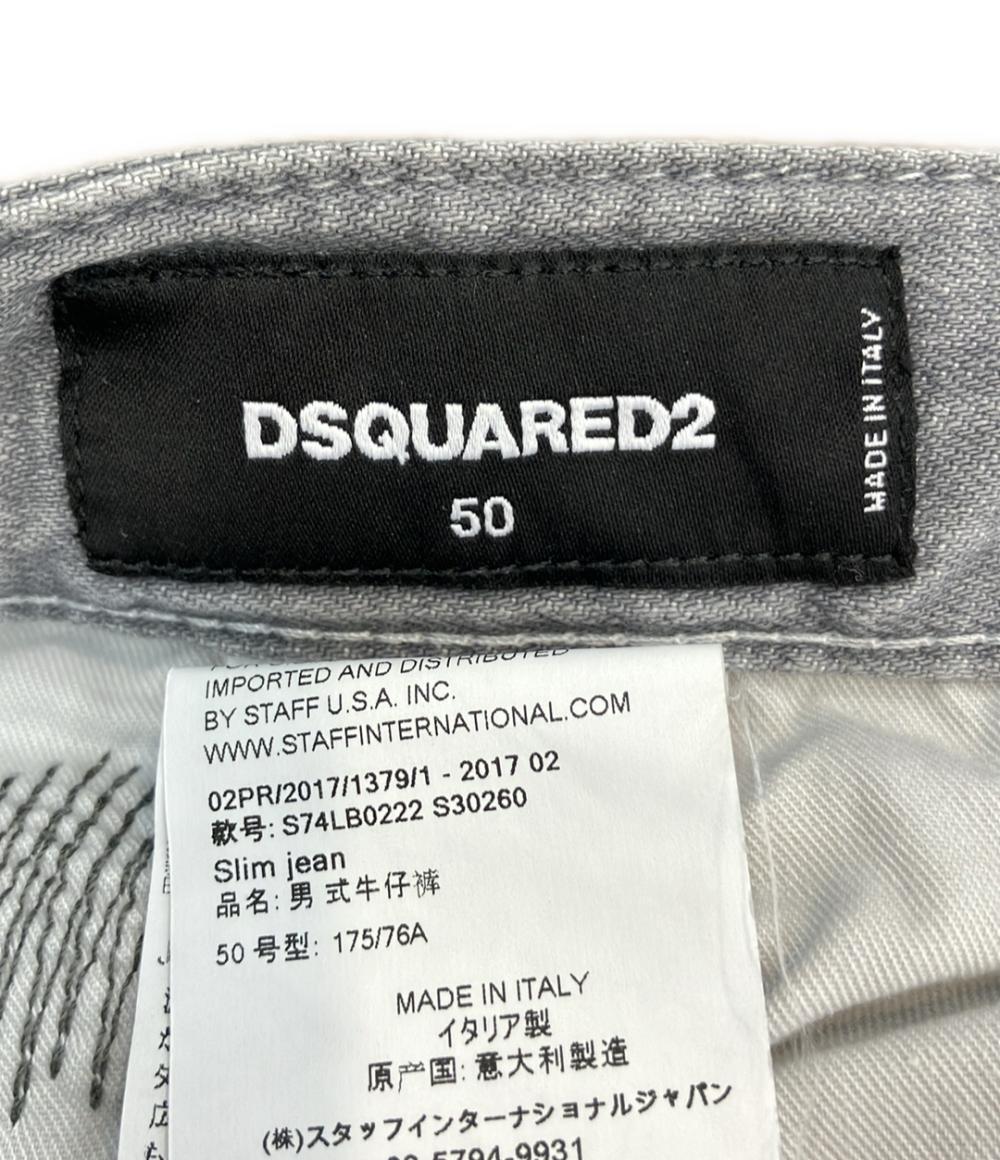 DSQUARED2
50
MADE IN ITALY
IMPORTED AND DISTRIBUTED
BY STAFF U.S.A. INC.
WWW.STAFFINTERNATIONAL.COM
02PR/2017/1379/1 - 2017 02
款号: S74LB0222 S30260
Slim jean
品名: 男 式牛仔裤
50 号型: 175/76A
MADE IN ITALY
イタリア製
原产国: 意大利製造
(株)スタッフインターナショナルジャパン
5794-9931